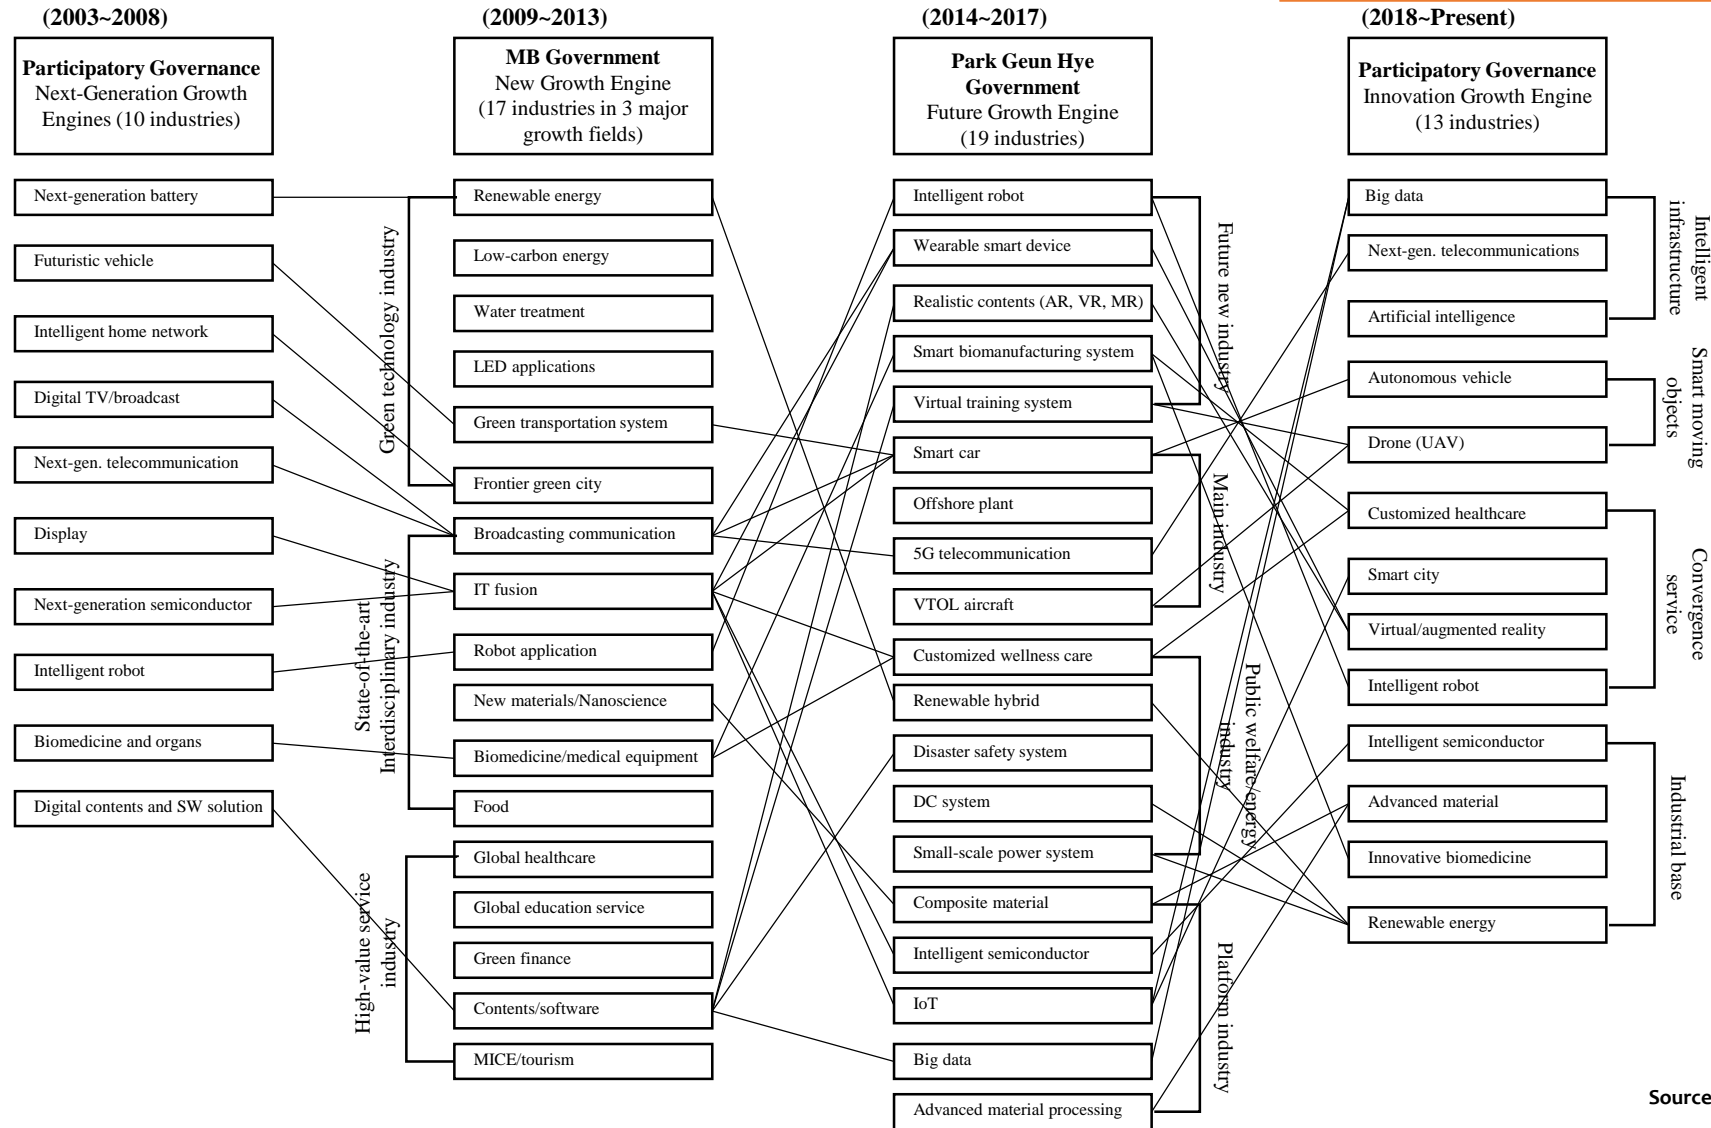 (2003~2008)
Participatory Governance
Next-Generation Growth
Engines (10 industries)
Next-generation battery
Futuristic vehicle
Intelligent home network
Digital TV/broadcast
Next-gen. telecommunication
Display
Next-generation semiconductor
Intelligent robot
Biomedicine and organs
Digital contents and SW solution
(2009~2013)
MB Government
New Growth Engine
(17 industries in 3 major
growth fields)
Green technology industry
Renewable energy
Low-carbon energy
Water treatment
LED applications
Green transportation system
Frontier green city
State-of-the-art
Interdisciplinary industry
Broadcasting communication
IT fusion
Robot application
New materials/Nanoscience
Biomedicine/medical equipment
Food
High-value service
industry
Global healthcare
Global education service
Green finance
Contents/software
MICE/tourism
(2014~2017)
Park Geun Hye
Government
Future Growth Engine
(19 industries)
Intelligent robot
Wearable smart device
Realistic contents (AR, VR, MR)
Smart biomanufacturing system
Virtual training system
Future new industry
Smart car
Offshore plant
5G telecommunication
VTOL aircraft
Main industry
Customized wellness care
Renewable hybrid
Disaster safety system
DC system
Small-scale power system
Public welfare/energy
industry
Composite material
Intelligent semiconductor
IoT
Big data
Advanced material processing
Platform industry
(2018~Present)
Participatory Governance
Innovation Growth Engine
(13 industries)
Big data
Next-gen. telecommunications
Artificial intelligence
Intelligent
infrastructure
Autonomous vehicle
Drone (UAV)
Smart moving
objects
Customized healthcare
Smart city
Virtual/augmented reality
Intelligent robot
Convergence
service
Intelligent semiconductor
Advanced material
Innovative biomedicine
Renewable energy
Industrial base
Source